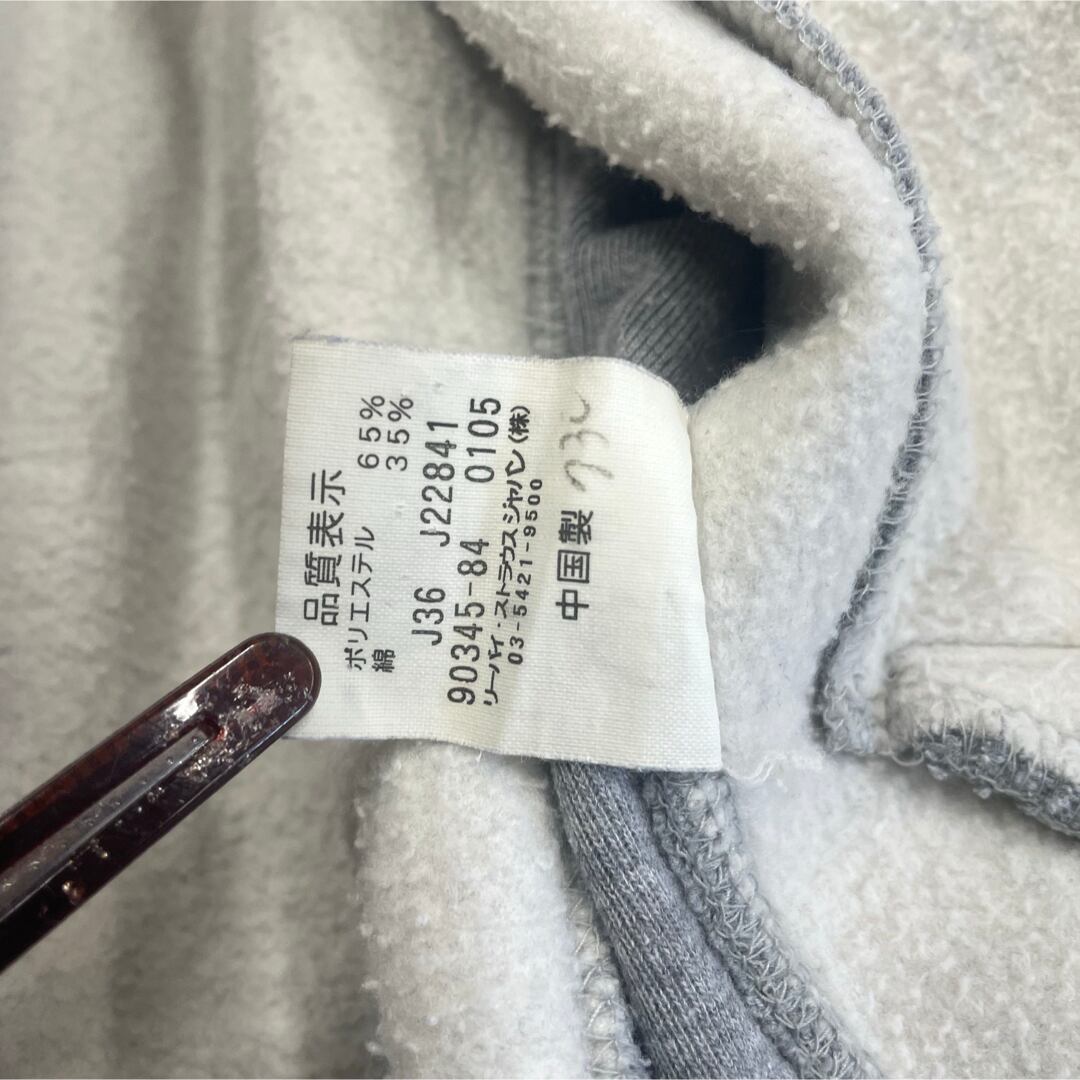 品質表示
ポリエステル 65%
綿 35%
J36 J22841
90345-84 0105
リーバイ・ストラウスジャパン(株)
03-5421-9500
中国製